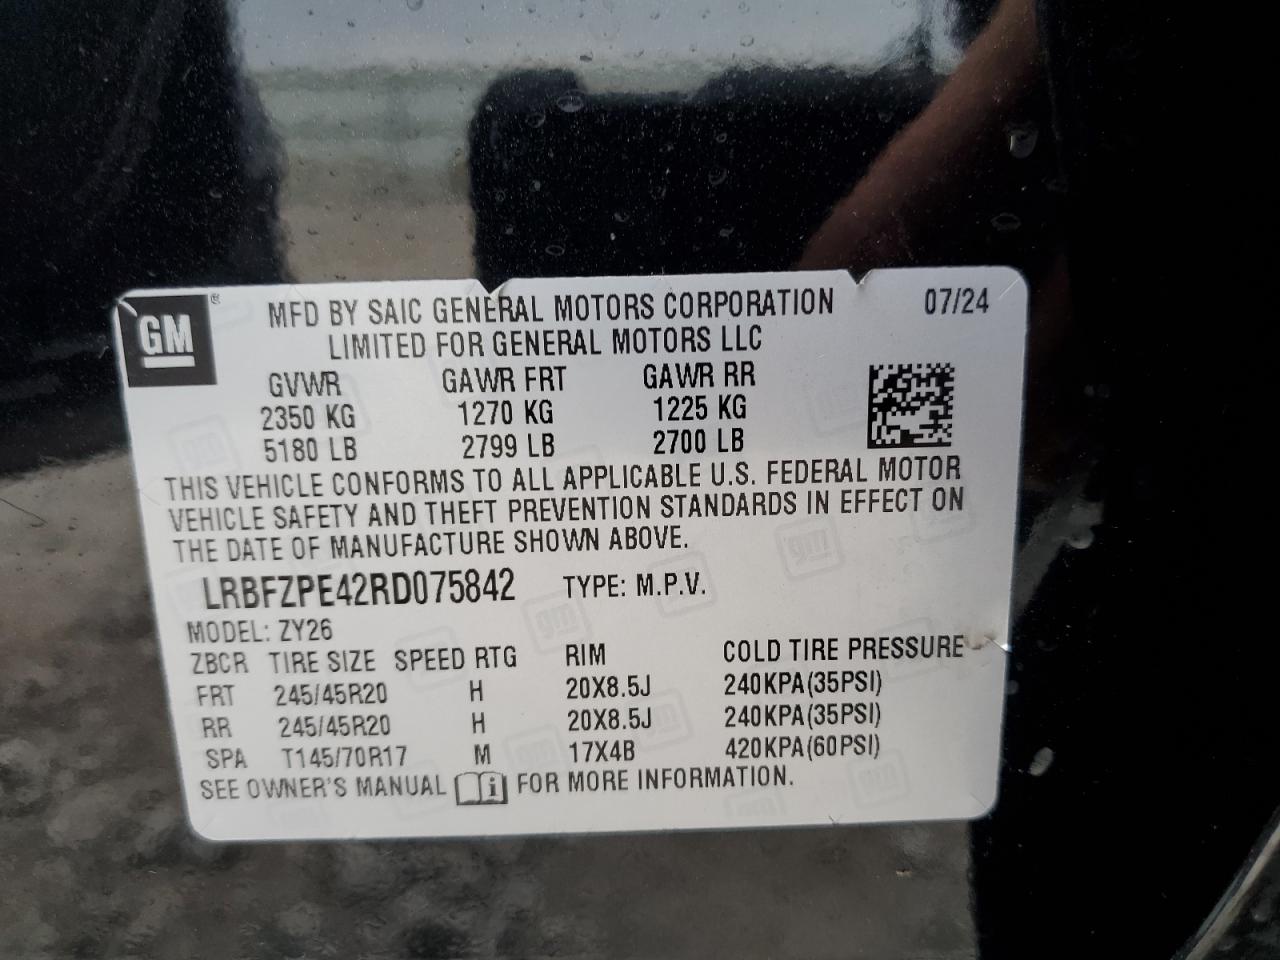 GM ® MFD BY SAIC GENERAL MOTORS CORPORATION 07/24
LIMITED FOR GENERAL MOTORS LLC
GVWR GAWR FRT GAWR RR
2350 KG 1270 KG 1225 KG
5180 LB 2799 LB 2700 LB
THIS VEHICLE CONFORMS TO ALL APPLICABLE U.S. FEDERAL MOTOR
VEHICLE SAFETY AND THEFT PREVENTION STANDARDS IN EFFECT ON
THE DATE OF MANUFACTURE SHOWN ABOVE.
LRBFZPE42RD075842 TYPE: M.P.V.
MODEL: ZY26
ZBCR TIRE SIZE SPEED RTG RIM COLD TIRE PRESSURE
FRT 245/45R20 H 20X8.5J 240KPA(35PSI)
RR 245/45R20 H 20X8.5J 240KPA(35PSI)
SPA T145/70R17 M 17X4B 420KPA(60PSI)
SEE OWNER'S MANUAL i FOR MORE INFORMATION.